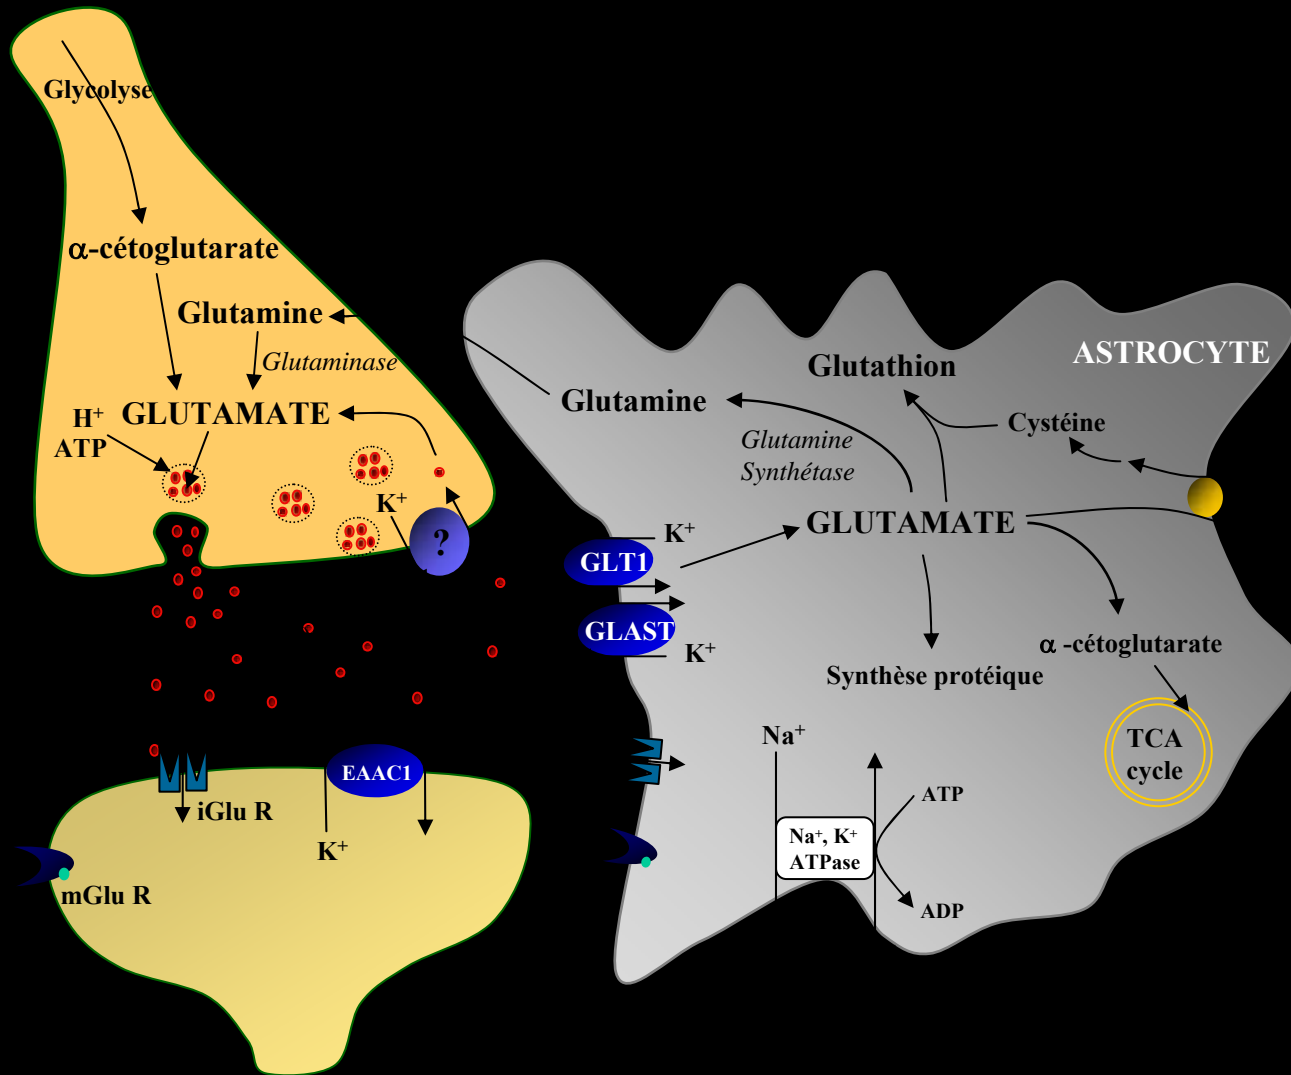 Glycolyse
α-cétoglutarate
Glutamine
Glutaminase
GLUTAMATE
H⁺
ATP
K⁺
?
ASTROCYTE
Glutathion
Glutamine
Cystéine
Glutamine
Synthétase
GLUTAMATE
K⁺
GLT1
GLAST
K⁺
α -cétoglutarate
Synthèse protéique
TCA
cycle
Na⁺
ATP
Na⁺, K⁺
ATPase
ADP
EAAC1
iGlu R
K⁺
mGlu R